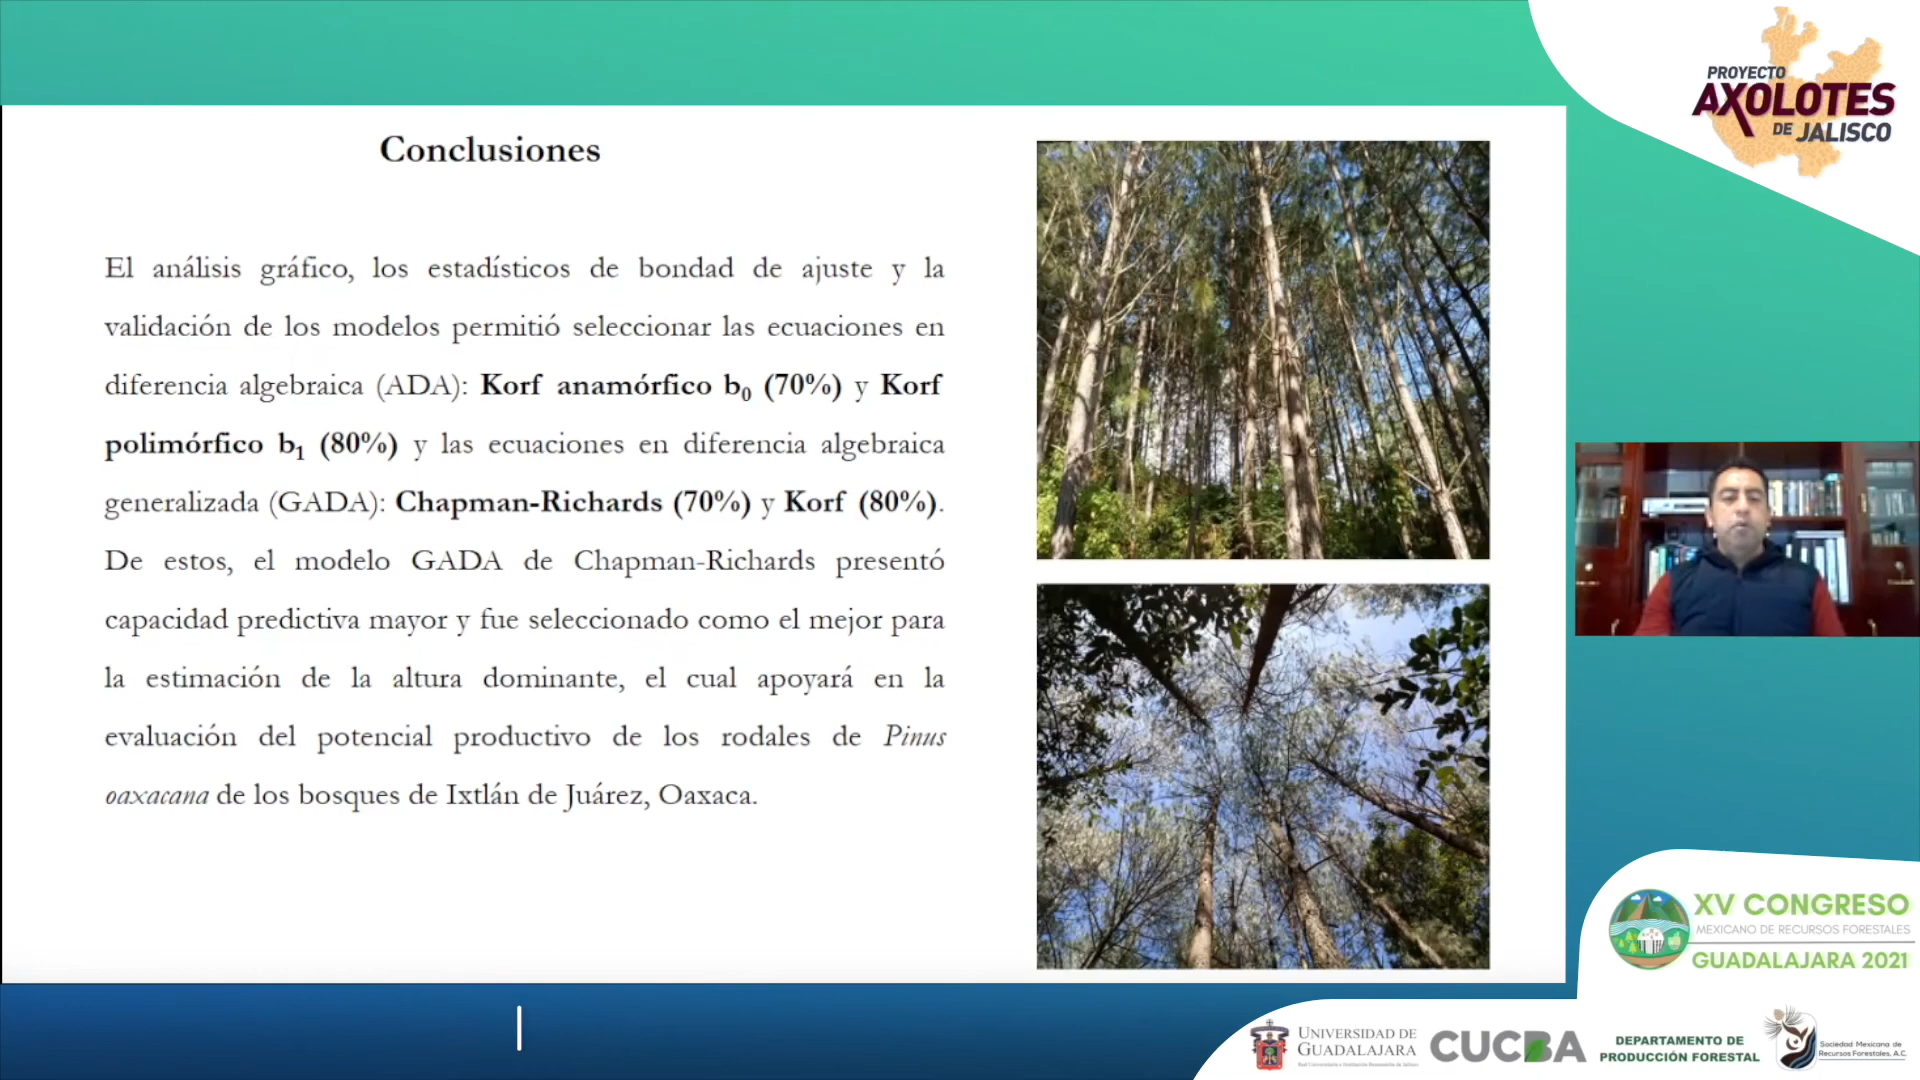 Conclusiones
El análisis gráfico, los estadísticos de bondad de ajuste y la
validación de los modelos permitió seleccionar las ecuaciones en
diferencia algebraica (ADA): Korf anamórfico b₀ (70%) y Korf
polimórfico b₁ (80%) y las ecuaciones en diferencia algebraica
generalizada (GADA): Chapman-Richards (70%) y Korf (80%).
De estos, el modelo GADA de Chapman-Richards presentó
capacidad predictiva mayor y fue seleccionado como el mejor para
la estimación de la altura dominante, el cual apoyará en la
evaluación del potencial productivo de los rodales de Pinus
oaxacana de los bosques de Ixtlán de Juárez, Oaxaca.
PROYECTO
AXOLOTES
DE JALISCO
XV CONGRESO
MEXICANO DE RECURSOS FORESTALES
GUADALAJARA 2021
UNIVERSIDAD DE
GUADALAJARA
CUCBA
DEPARTAMENTO DE
PRODUCCIÓN FORESTAL
Sociedad Mexicana de
Recursos Forestales, A.C.